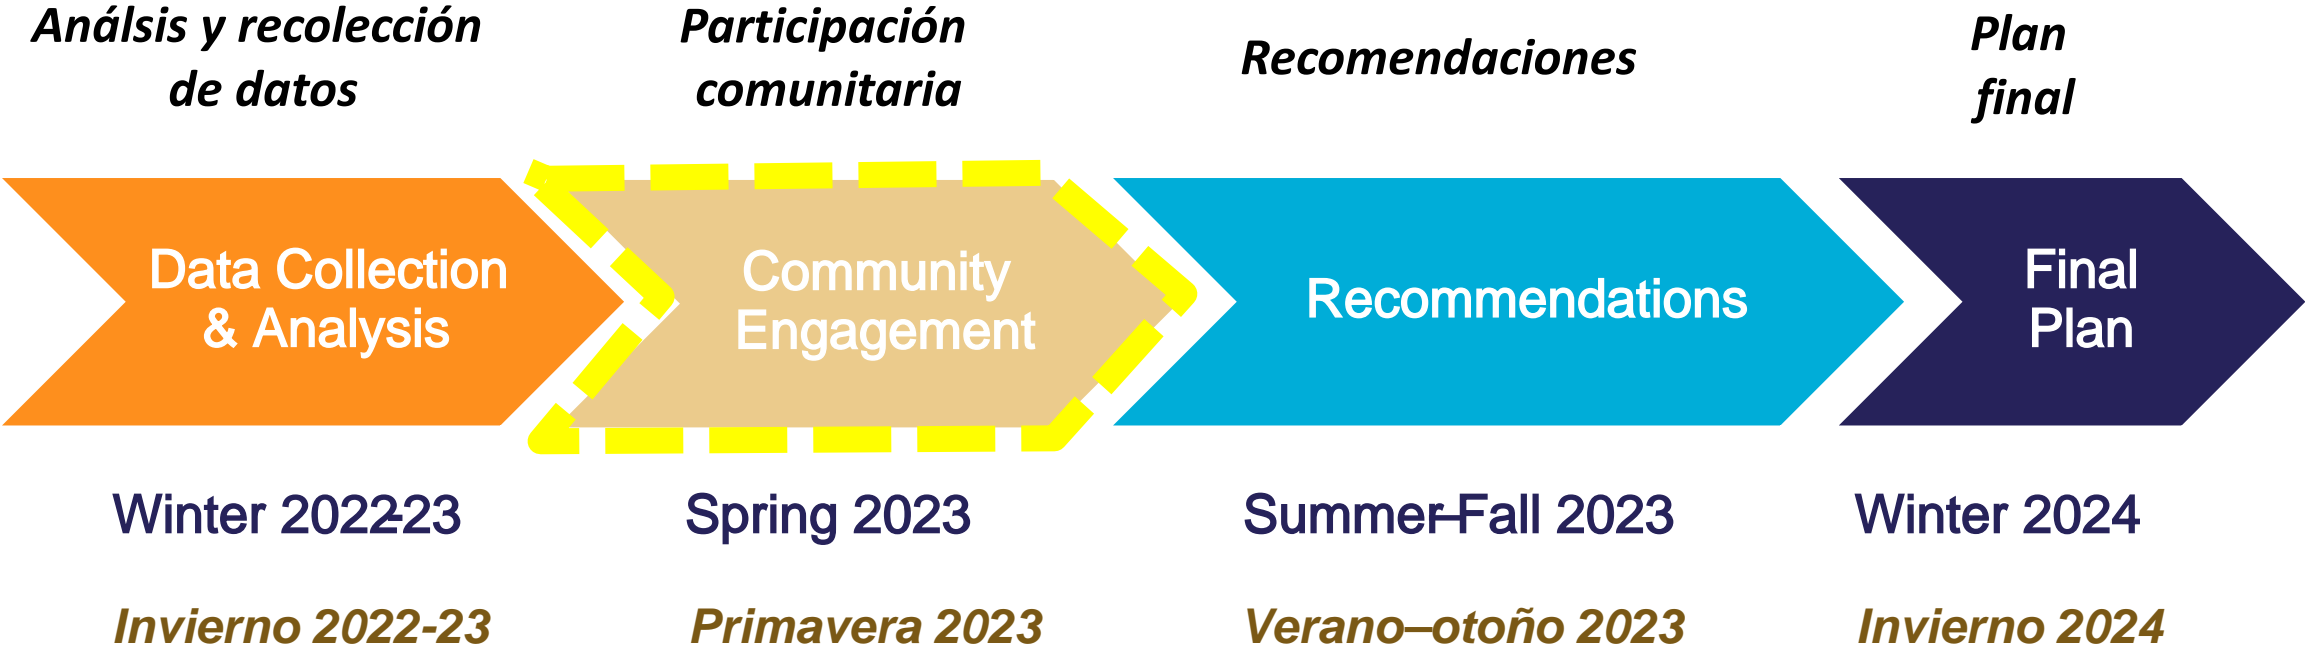 Análsis y recolección
de datos
Participación
comunitaria
Recomendaciones
Plan
final
Data Collection
& Analysis
Community
Engagement
Recommendations
Final
Plan
Winter 2022-23
Spring 2023
Summer–Fall 2023
Winter 2024
Invierno 2022-23
Primavera 2023
Verano–otoño 2023
Invierno 2024